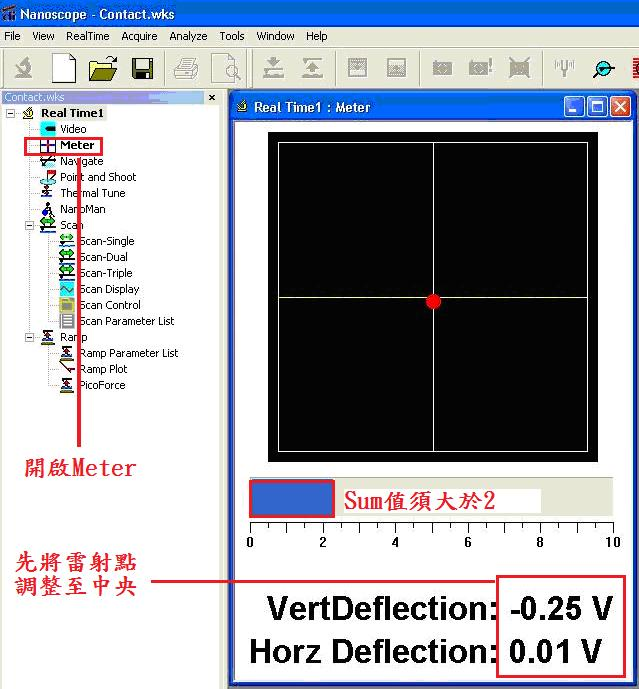 Nanoscope - Contact.wks
File View RealTime Acquire Analyze Tools Window Help
Contact.wks
Real Time1
Video
Meter
Navigate
Point and Shoot
Thermal Tune
NanoMan
Scan
Scan-Single
Scan-Dual
Scan-Triple
Scan Display
Scan Control
Scan Parameter List
Ramp
Ramp Parameter List
Ramp Plot
PicoForce
開啟Meter
先將雷射點
調整至中央
Real Time1 : Meter
Sum值須大於2
0 2 4 6 8 10
VertDeflection: -0.25 V
Horz Deflection: 0.01 V